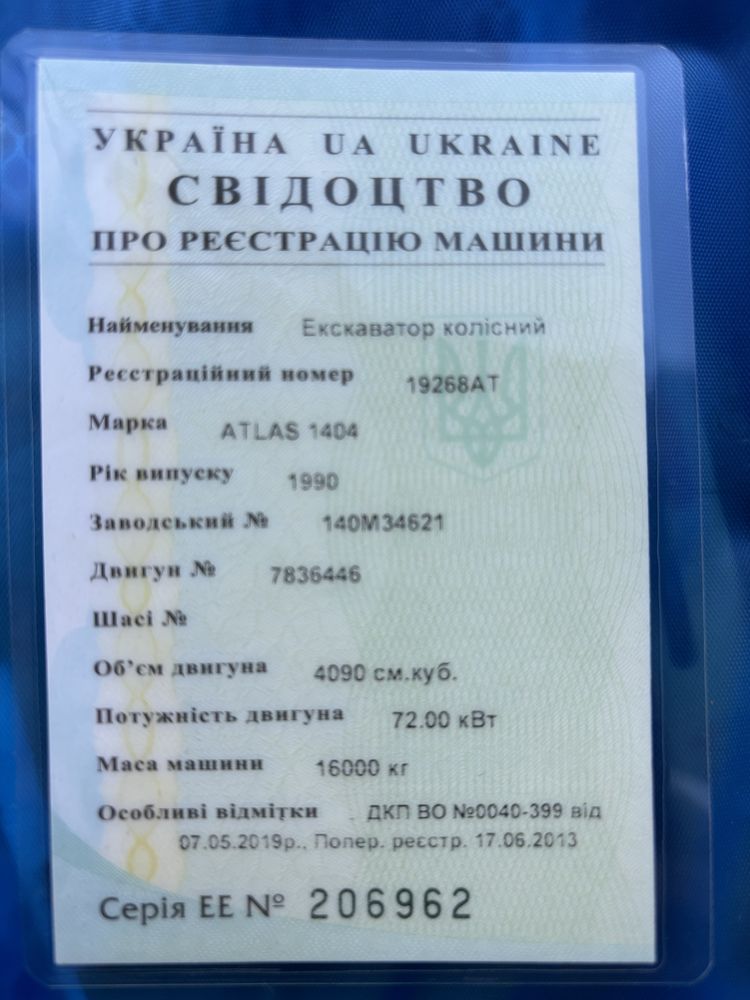 УКРАЇНА UA UKRAINE
СВІДОЦТВО
ПРО РЕЄСТРАЦІЮ МАШИНИ
Найменування Екскаватор колісний
Реєстраційний номер 19268АТ
Марка ATLAS 1404
Рік випуску 1990
Заводський № 140M34621
Двигун № 7836446
Шасі №
Об'єм двигуна 4090 см.куб.
Потужність двигуна 72.00 кВт
Маса машини 16000 кг
Особливі відмітки . ДКП ВО №0040-399 від
07.05.2019р., Попер. реєстр. 17.06.2013
Серія ЕЕ № 206962